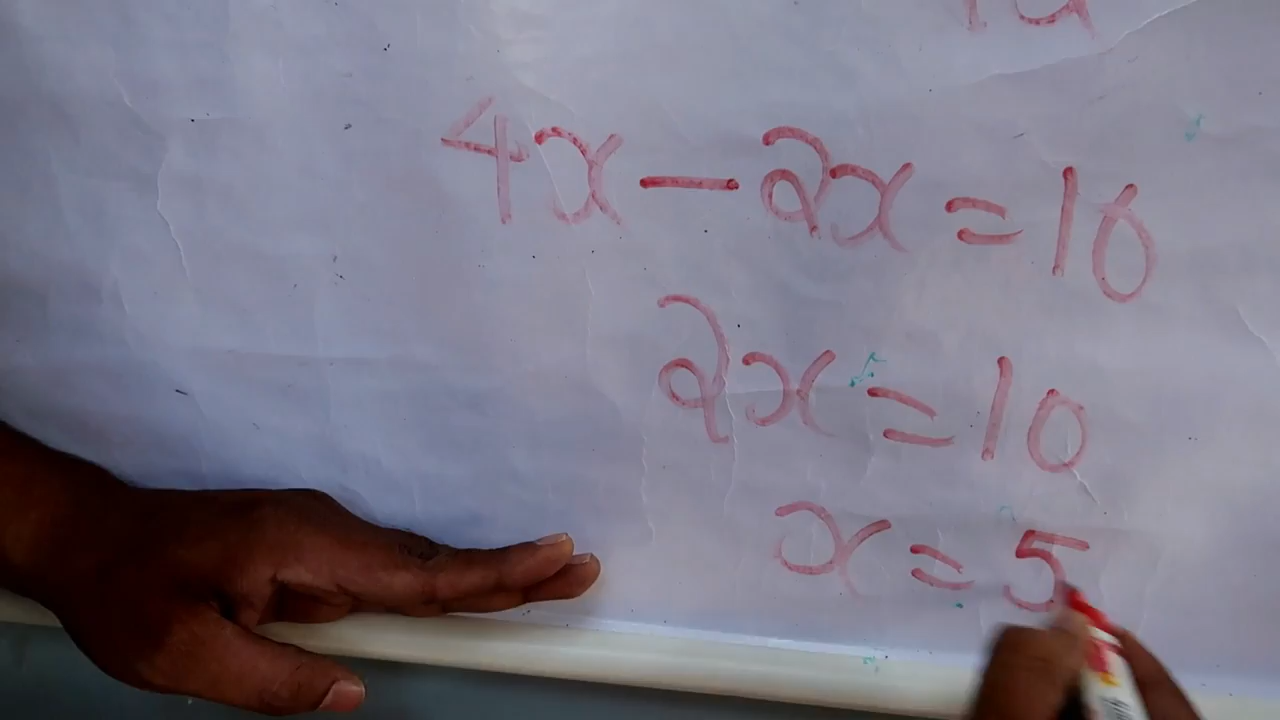 4x - 2x = 10
2x = 10
x = 5